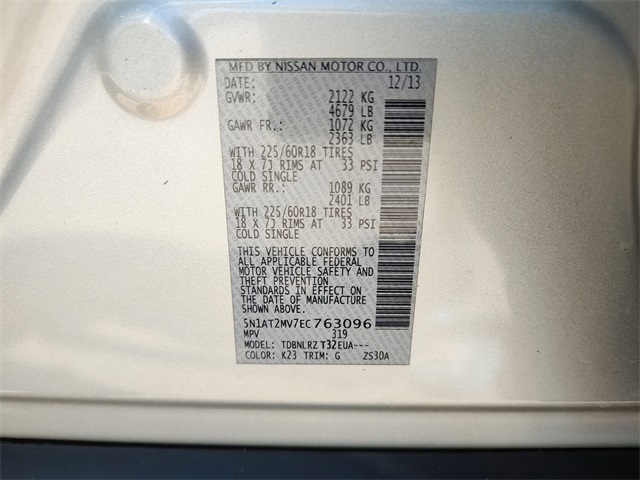 MFD BY NISSAN MOTOR CO., LTD.
DATE: 12/13
GVWR: 2122 KG
4679 LB
GAWR FR.: 1072 KG
2363 LB
WITH 225/60R18 TIRES
18 X 7J RIMS AT 33 PSI
COLD SINGLE
GAWR RR.: 1089 KG
2401 LB
WITH 225/60R18 TIRES
18 X 7J RIMS AT 33 PSI
COLD SINGLE
THIS VEHICLE CONFORMS TO
ALL APPLICABLE FEDERAL
MOTOR VEHICLE SAFETY AND
THEFT PREVENTION
STANDARDS IN EFFECT ON
THE DATE OF MANUFACTURE
SHOWN ABOVE.
5N1AT2MV7EC763096
MPV 319
MODEL: TDBNLRZ T32EUA---
COLOR: K23 TRIM: G ZS30A